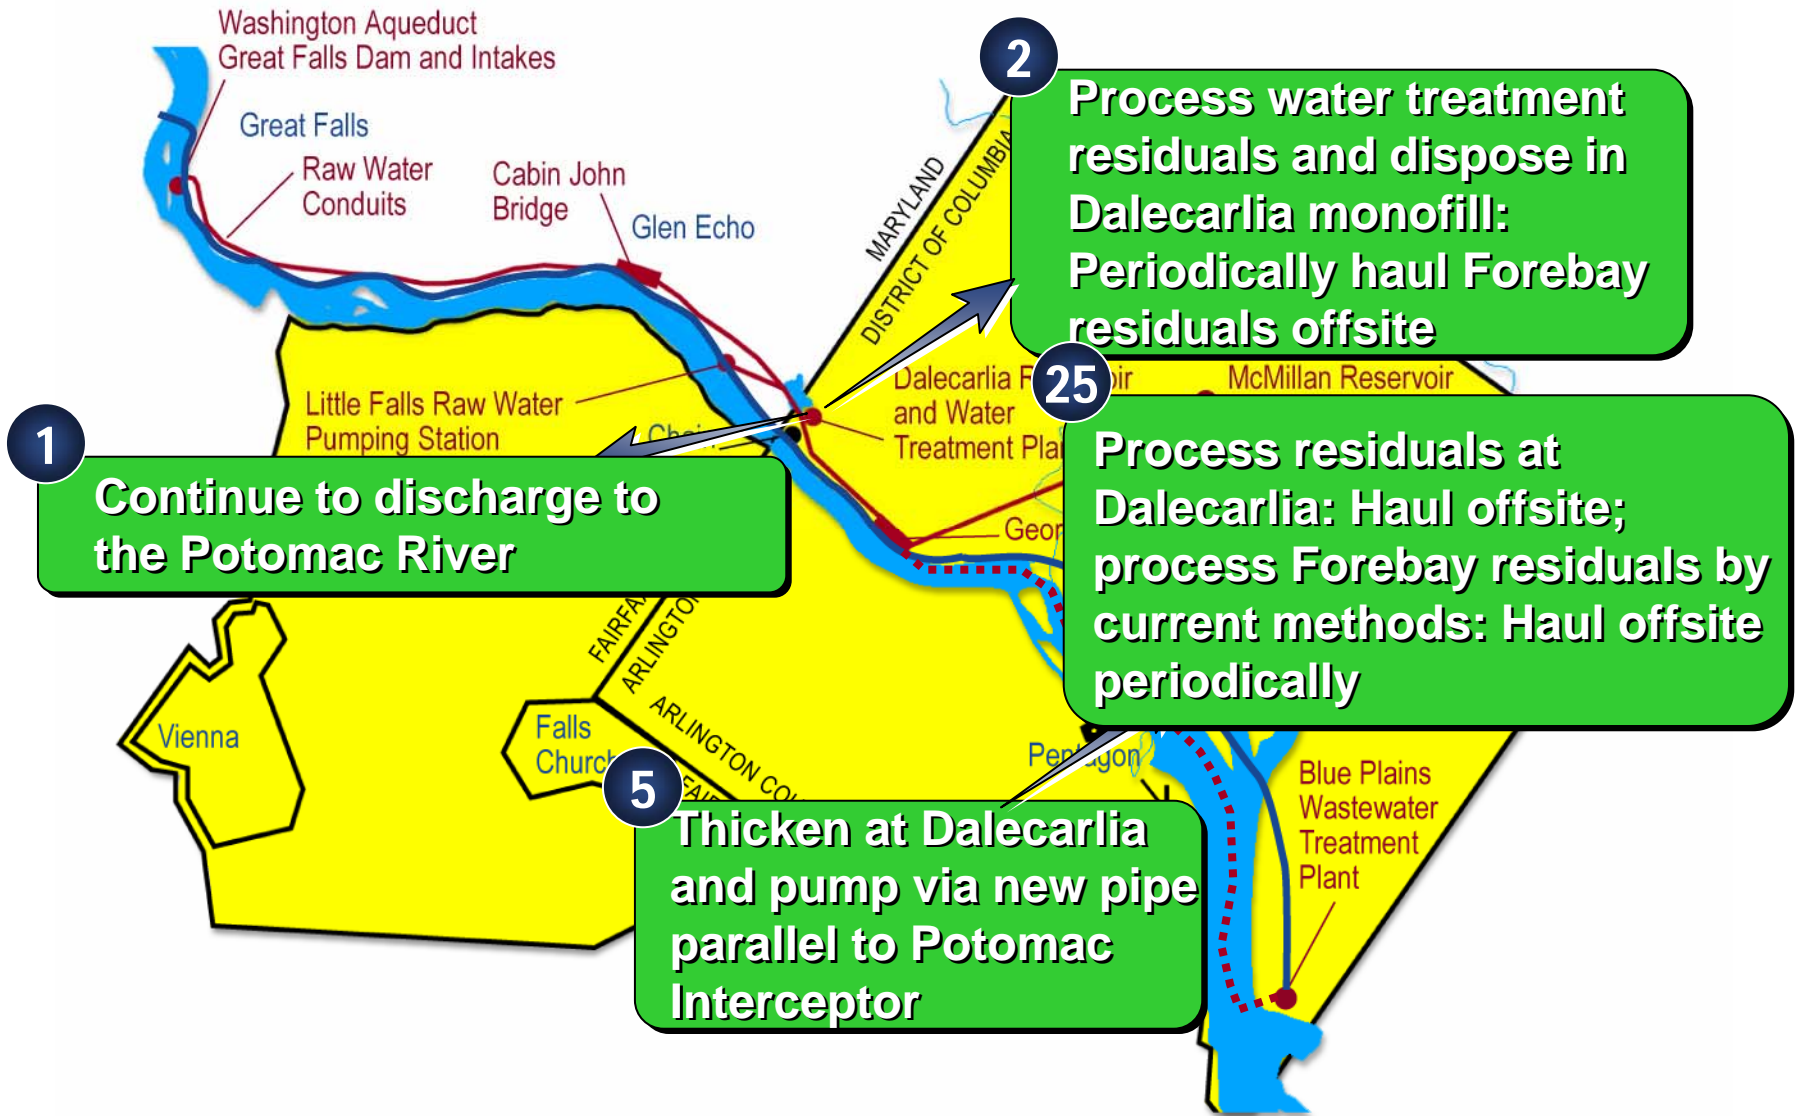 Washington Aqueduct
Great Falls Dam and Intakes
Great Falls
Raw Water
Conduits
Cabin John
Bridge
Glen Echo
MARYLAND
DISTRICT OF COLUMBIA
2
Process water treatment
residuals and dispose in
Dalecarlia monofill:
Periodically haul Forebay
residuals offsite
Little Falls Raw Water
Pumping Station
Dalecarlia
and Water
Treatment
McMillan Reservoir
1
Continue to discharge to
the Potomac River
25
Process residuals at
Dalecarlia: Haul offsite;
process Forebay residuals by
current methods: Haul offsite
periodically
Vienna
Falls
Church
ARLINGTON
Pentagon
5
Thicken at Dalecarlia
and pump via new pipe
parallel to Potomac
Interceptor
Blue Plains
Wastewater
Treatment
Plant